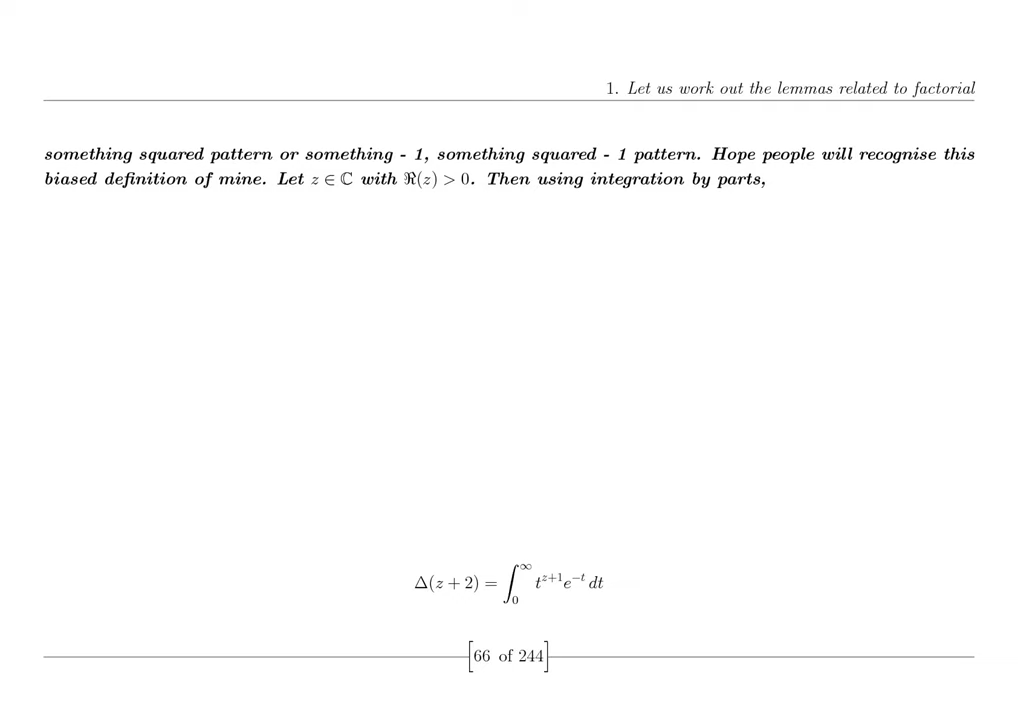 1. Let us work out the lemmas related to factorial
something squared pattern or something - 1, something squared - 1 pattern. Hope people will recognise this
biased definition of mine. Let z ∈ ℂ with ℜ(z) > 0. Then using integration by parts,
Δ(z + 2) = ∫₀^∞ t^{z+1} e^{−t} dt
[66 of 244]